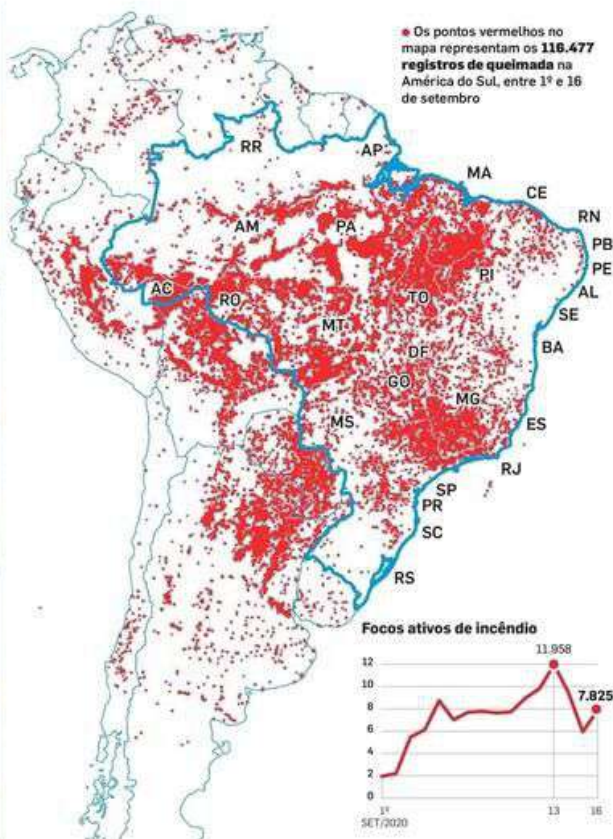 ● Os pontos vermelhos no
mapa representam os 116.477
registros de queimada na
América do Sul, entre 1º e 16
de setembro
RR
AP
MA
CE
RN
PB
PE
AL
SE
BA
AM
PA
PI
AC
RO
TO
MT
DF
GO
MG
ES
MS
RJ
SP
PR
SC
RS
Focos ativos de incêndio
11.958
7.825
12
10
8
6
4
2
0
1º
13
16
SET/2020